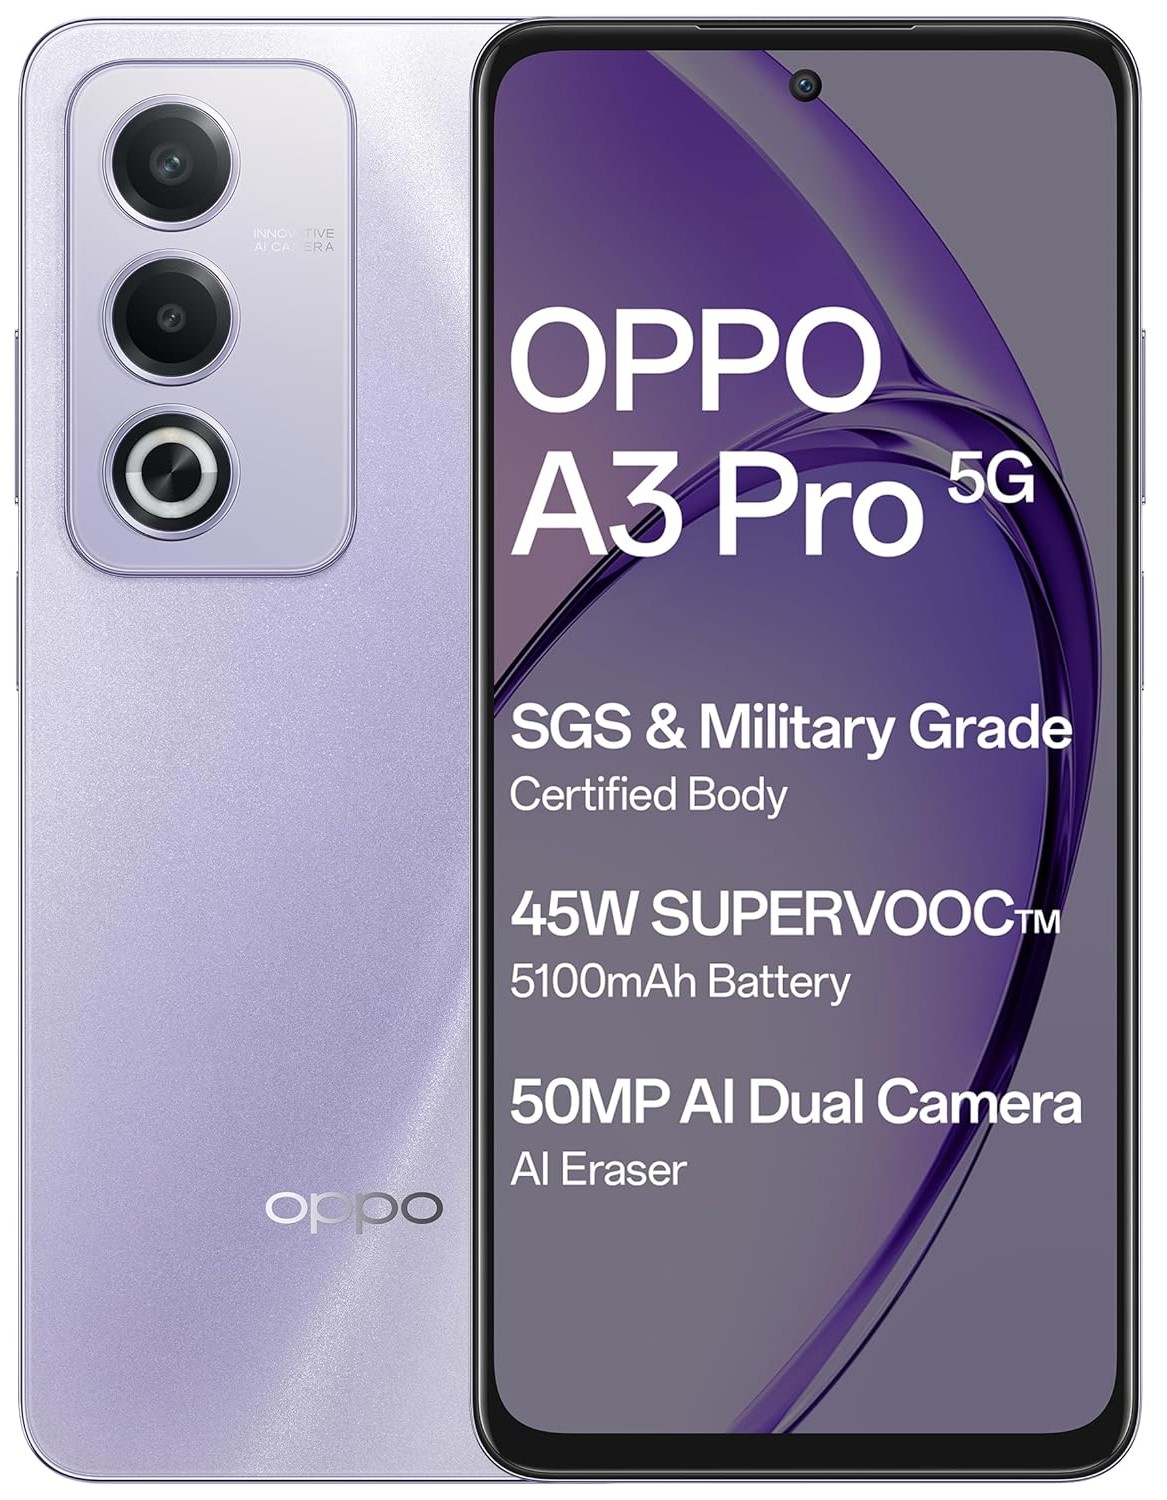 INNOVATIVE
AI CAMERA
oppo
OPPO
A3 Pro 5G
SGS & Military Grade
Certified Body
45W SUPERVOOC™
5100mAh Battery
50MP AI Dual Camera
AI Eraser